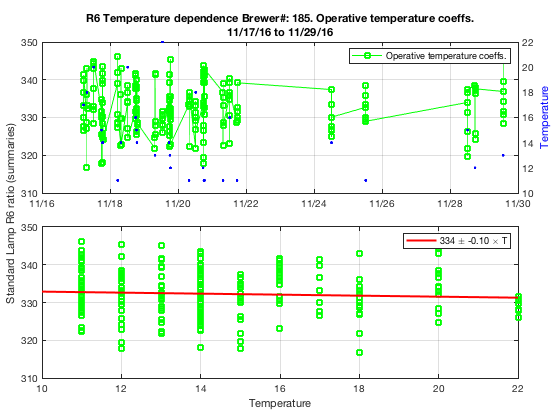 R6 Temperature dependence Brewer#: 185. Operative temperature coeffs.
11/17/16 to 11/29/16
350
340
330
320
310
22
20
18
16
14
12
10
Operative temperature coeffs.
Temperature
11/16 11/18 11/20 11/22 11/24 11/26 11/28 11/30
Standard Lamp R6 ratio (summaries)
350
340
330
320
310
334 ± -0.10 × T
10 12 14 16 18 20 22
Temperature